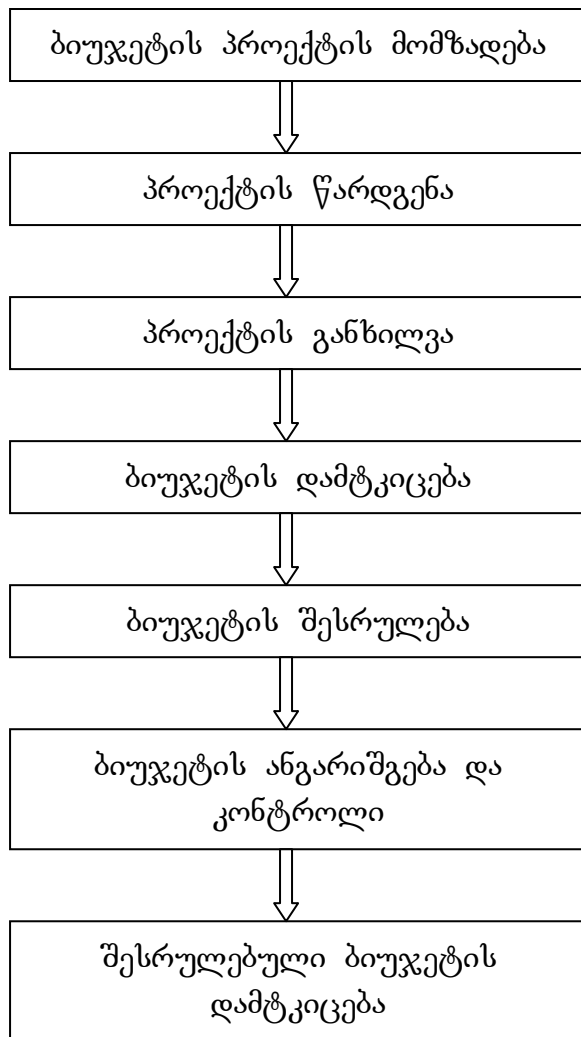 ბიუჯეტის პროექტის მომზადება
პროექტის წარდგენა
პროექტის განხილვა
ბიუჯეტის დამტკიცება
ბიუჯეტის შესრულება
ბიუჯეტის ანგარიშგება და
კონტროლი
შესრულებული ბიუჯეტის
დამტკიცება